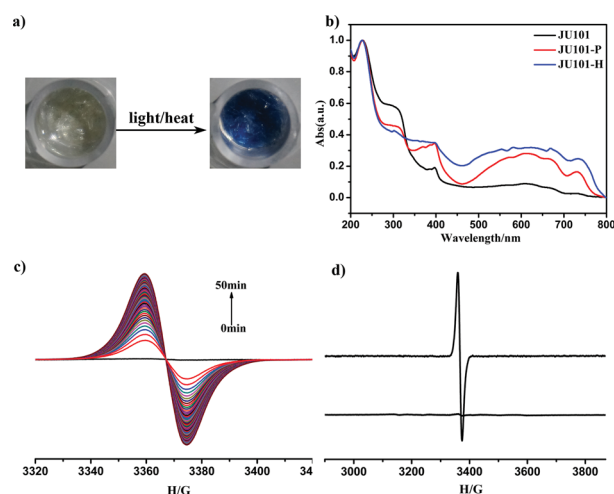 a)
light/heat
b)
JU101
JU101-P
JU101-H
Abs(a.u.)
1.0
0.8
0.6
0.4
0.2
0.0
200 300 400 500 600 700 800
Wavelength/nm
c)
50min
0min
3320 3340 3360 3380 3400 34
H/G
d)
3000 3200 3400 3600 3800
H/G